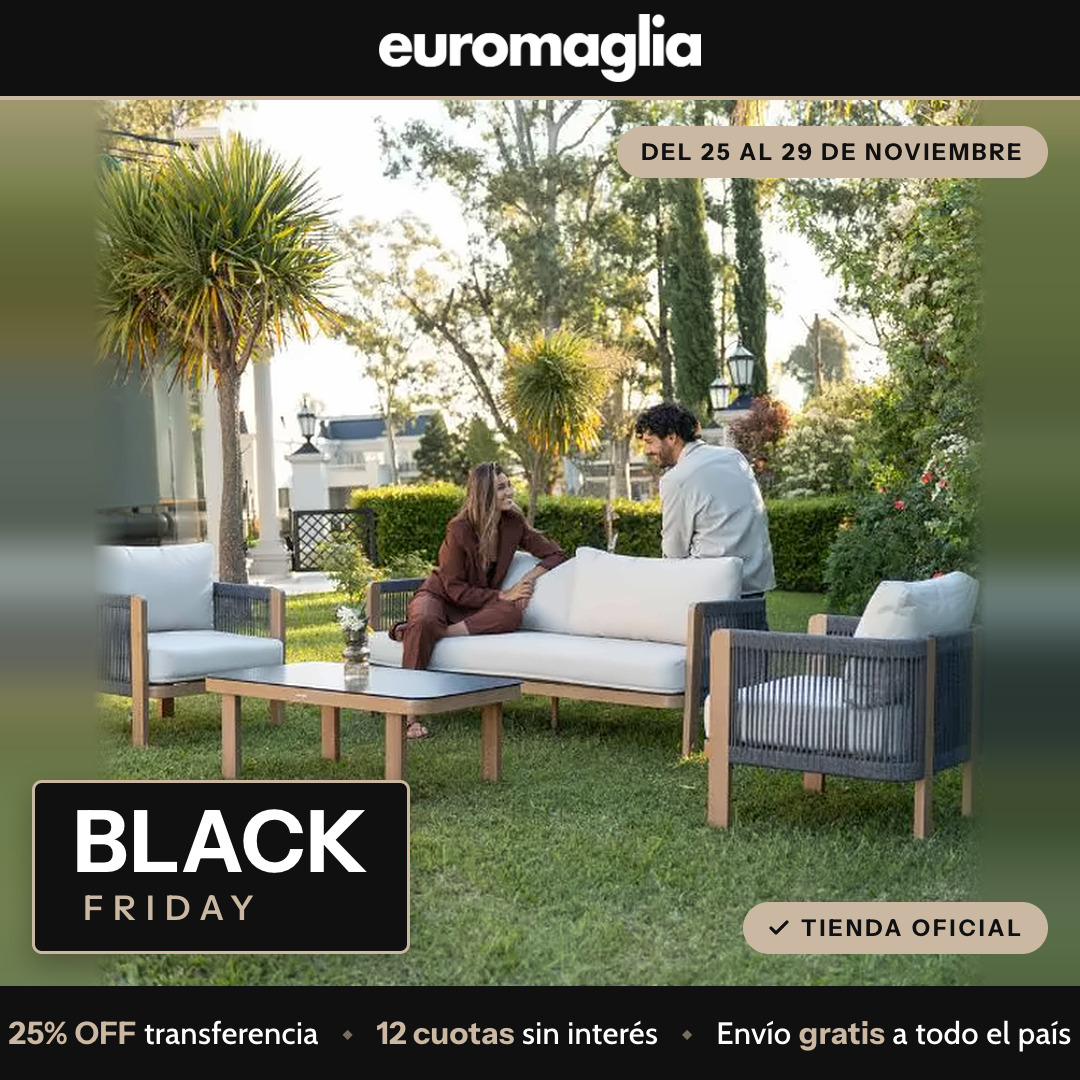 euromaglia
DEL 25 AL 29 DE NOVIEMBRE
BLACK
FRIDAY
✓ TIENDA OFICIAL
25% OFF transferencia ◆ 12 cuotas sin interés ◆ Envío gratis a todo el país